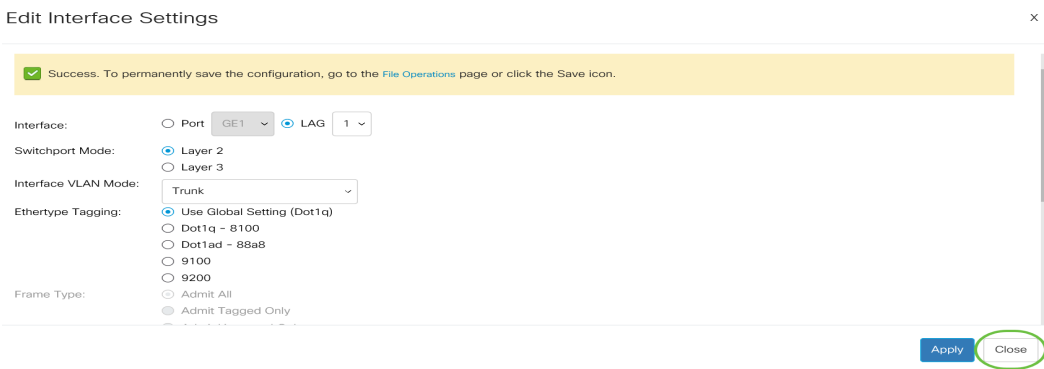 Edit Interface Settings
x
Success. To permanently save the configuration, go to the File Operations page or click the Save icon.
Interface: Port GE1 LAG 1
Switchport Mode: Layer 2
Layer 3
Interface VLAN Mode: Trunk
Ethertype Tagging: Use Global Setting (Dot1q)
Dot1q - 8100
Dot1ad - 88a8
9100
9200
Frame Type: Admit All
Admit Tagged Only
Apply Close